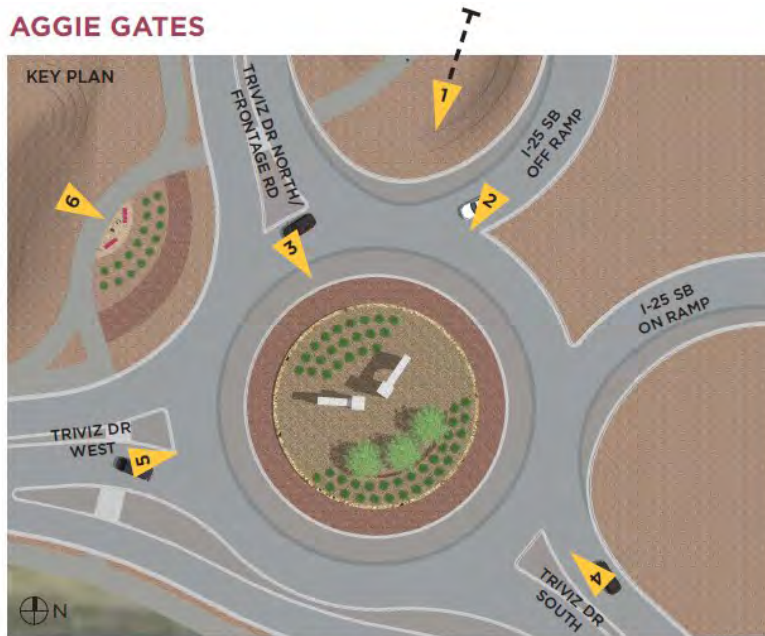 AGGIE GATES
KEY PLAN
1
TRIVIZ DR NORTH/
FRONTAGE RD
I-25 SB
OFF RAMP
2
6
3
I-25 SB
ON RAMP
TRIVIZ DR
WEST
5
4
TRIVIZ DR
SOUTH
N